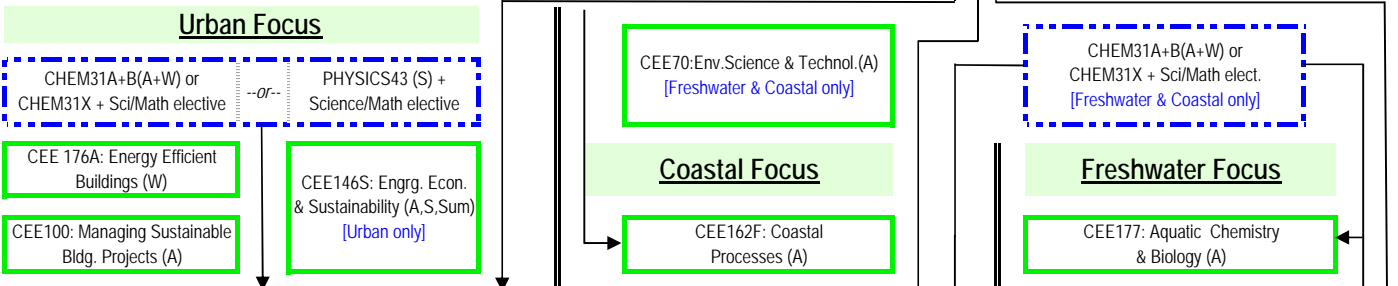 Urban Focus
CHEM31A+B(A+W) or
CHEM31X + Sci/Math elective
--or--
PHYSICS43 (S) +
Science/Math elective
CEE 176A: Energy Efficient
Buildings (W)
CEE100: Managing Sustainable
Bldg. Projects (A)
CEE146S: Engrg. Econ.
& Sustainability (A,S,Sum)
[Urban only]
CEE70:Env.Science & Technol.(A)
[Freshwater & Coastal only]
Coastal Focus
CEE162F: Coastal
Processes (A)
CHEM31A+B(A+W) or
CHEM31X + Sci/Math elect.
[Freshwater & Coastal only]
Freshwater Focus
CEE177: Aquatic Chemistry
& Biology (A)